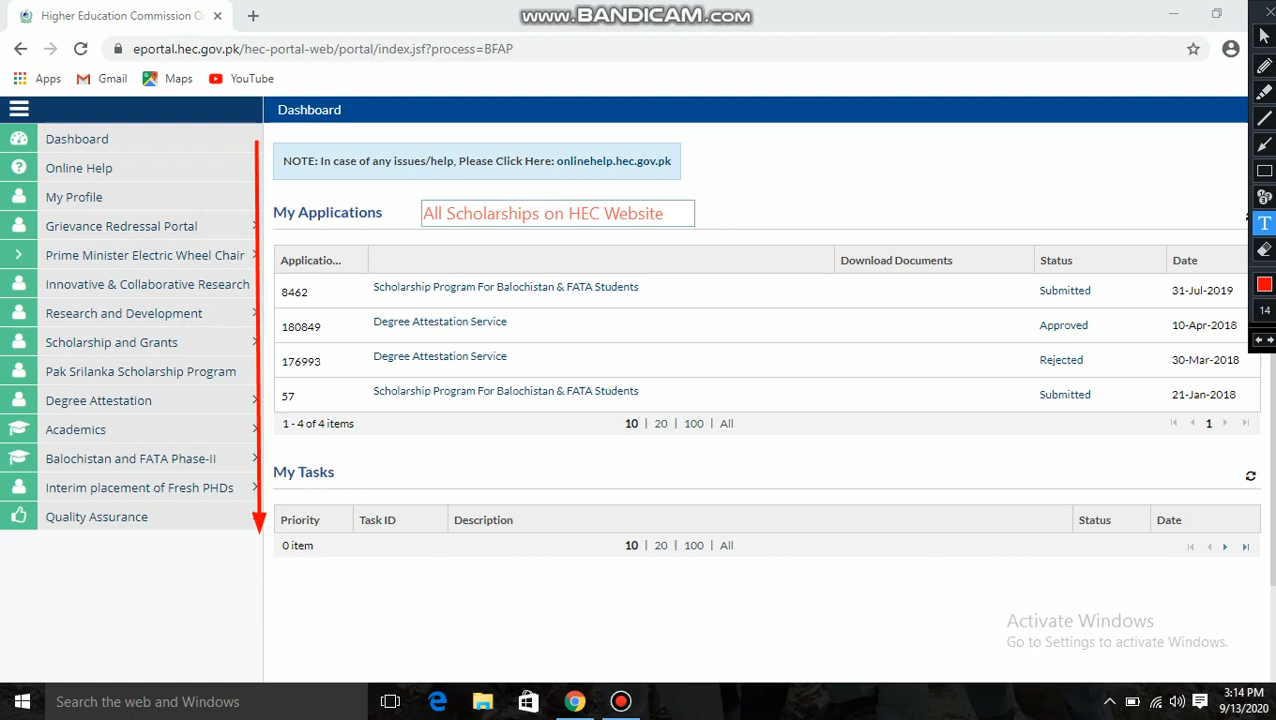 Higher Education Commission O
WWW.BANDICAM.COM
eportal.hec.gov.pk/hec-portal-web/portal/index.jsf?process=BFAP
Apps Gmail Maps YouTube
Dashboard
Dashboard
Online Help
My Profile
Grievance Redressal Portal
Prime Minister Electric Wheel Chair
Innovative & Collaborative Research
Research and Development
Scholarship and Grants
Pak Srilanka Scholarship Program
Degree Attestation
Academics
Balochistan and FATA Phase-II
Interim placement of Fresh PHDs
Quality Assurance
NOTE: In case of any issues/help, Please Click Here: onlinehelp.hec.gov.pk
My Applications
All Scholarships on HEC Website
Applicatio... Download Documents Status Date
8462 Scholarship Program For Balochistan & FATA Students Submitted 31-Jul-2019
180849 Degree Attestation Service Approved 10-Apr-2018
176993 Degree Attestation Service Rejected 30-Mar-2018
57 Scholarship Program For Balochistan & FATA Students Submitted 21-Jan-2018
1 - 4 of 4 items 10 | 20 | 100 | All 1
My Tasks
Priority Task ID Description Status Date
0 item 10 | 20 | 100 | All
T
14
Activate Windows
Go to Settings to activate Windows.
Search the web and Windows
3:14 PM
9/13/2020